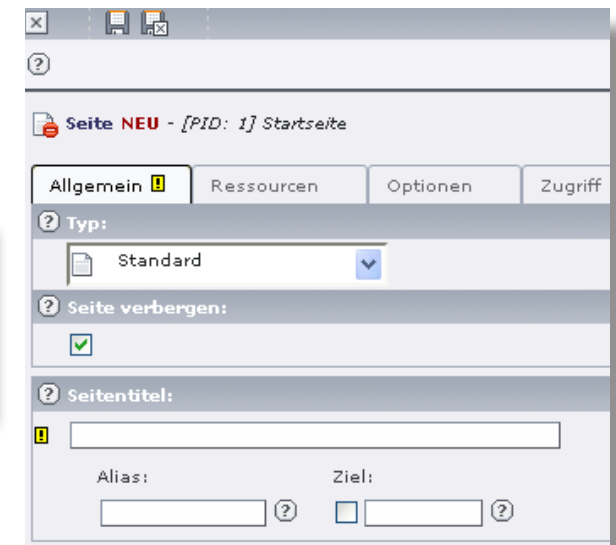 Seite NEU - [PID: 1] Startseite
Allgemein Ressourcen Optionen Zugriff
Typ:
Standard
Seite verbergen:
Seitentitel:
Alias: Ziel: